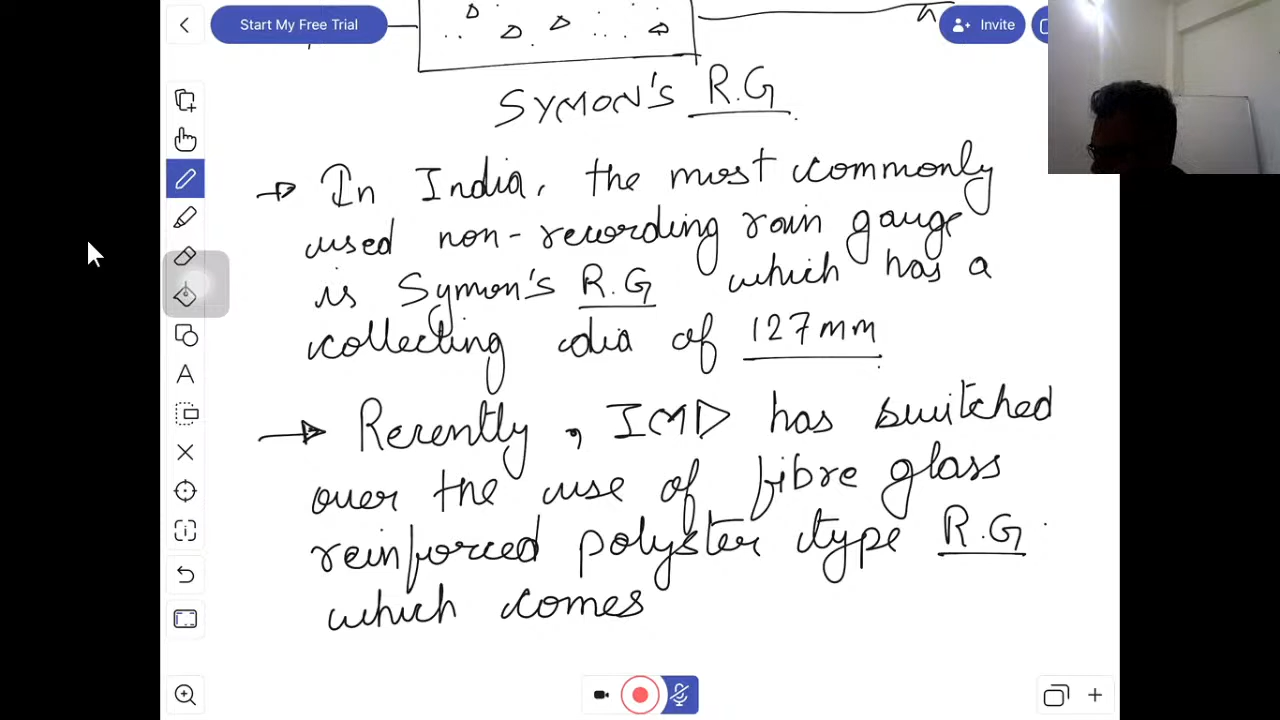 Start My Free Trial
Invite
SYMON'S R.G
In India, the most commonly
used non-recording rain gauge
is Symon's R.G which has a
collecting dia of 127mm
Recently, IMD has switched
over the use of fibre glass
reinforced polyster type R.G
which comes
A